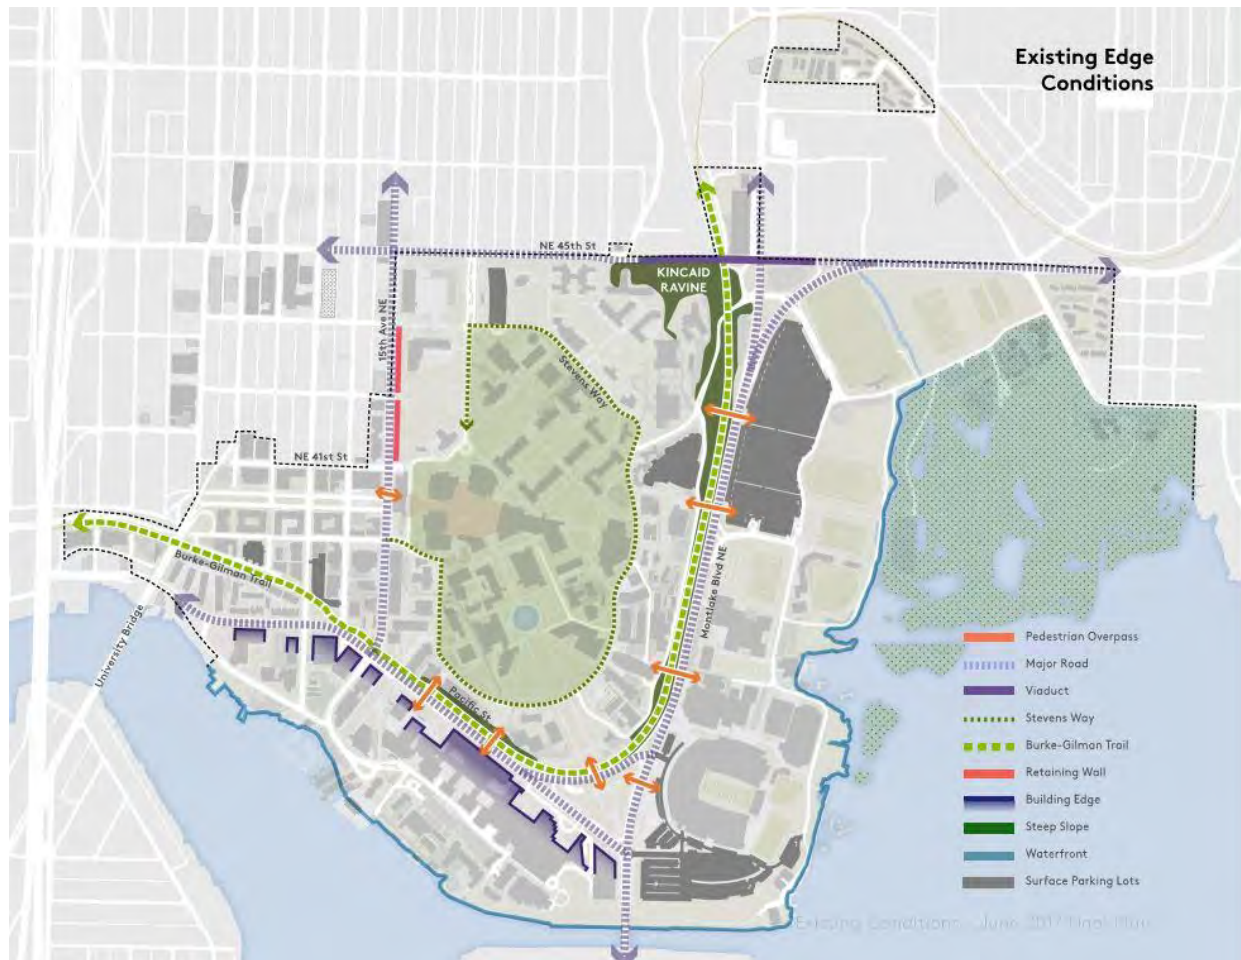 Existing Edge
Conditions
NE 45th St
KINCAID
RAVINE
15th Ave NE
Stevens Way
NE 41st St
Burke-Gilman Trail
University Bridge
Montlake Blvd NE
Pacific St
Pedestrian Overpass
Major Road
Viaduct
Stevens Way
Burke-Gilman Trail
Retaining Wall
Building Edge
Steep Slope
Waterfront
Surface Parking Lots
Existing Conditions - June 2017